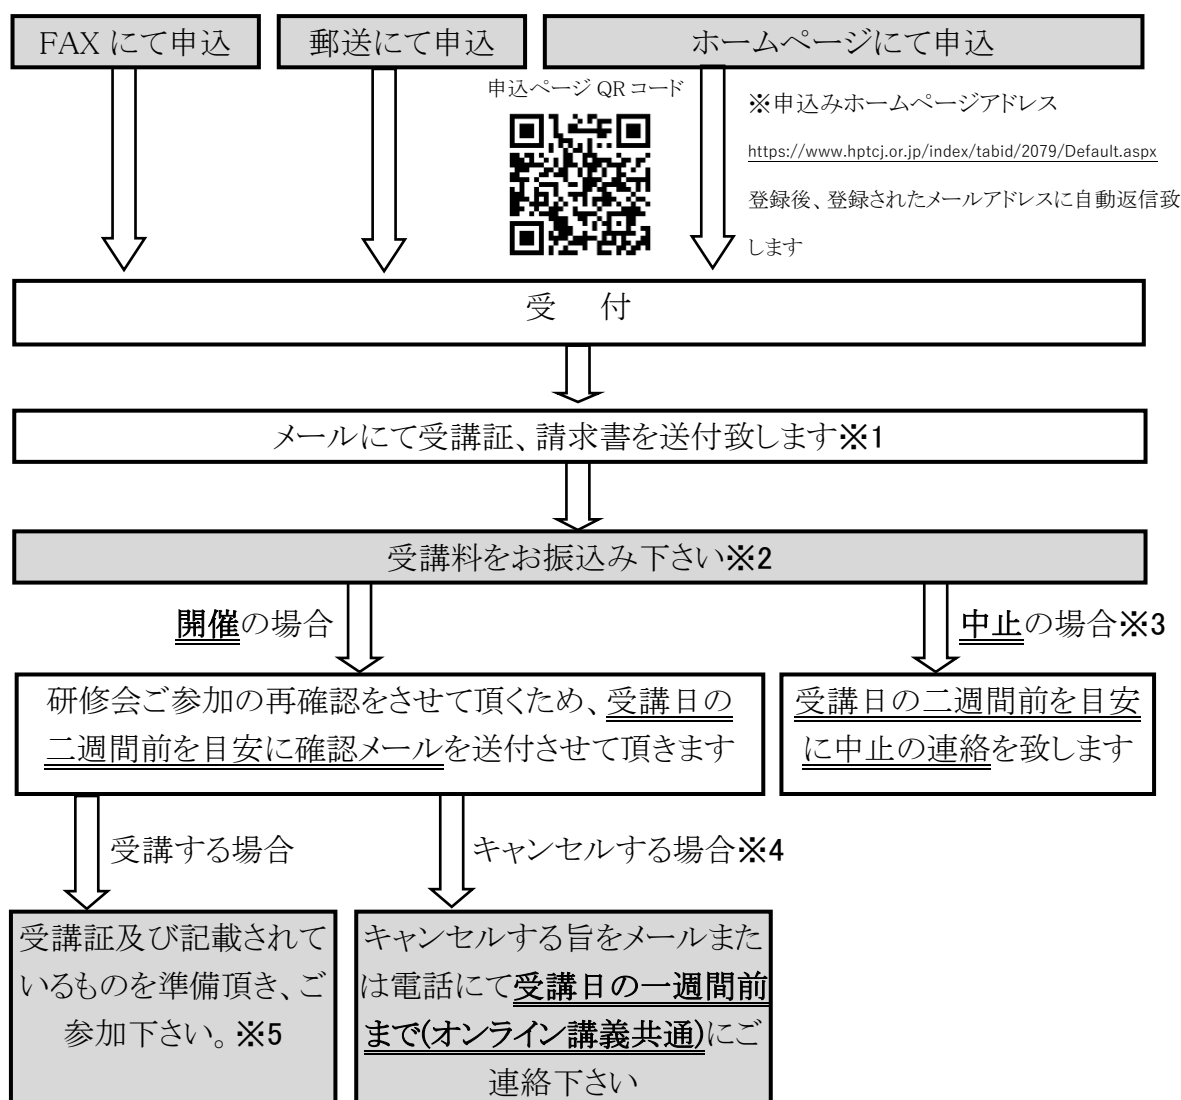 FAX にて申込
郵送にて申込
ホームページにて申込
申込ページ QR コード
※申込みホームページアドレス
https://www.hptcj.or.jp/index/tabid/2079/Default.aspx
登録後、登録されたメールアドレスに自動返信致
します
受　付
メールにて受講証、請求書を送付致します※1
受講料をお振込み下さい※2
開催の場合
中止の場合※3
研修会ご参加の再確認をさせて頂くため、受講日の
二週間前を目安に確認メールを送付させて頂きます
受講日の二週間前を目安
に中止の連絡を致します
受講する場合
キャンセルする場合※4
受講証及び記載されて
いるものを準備頂き、ご
参加下さい。※5
キャンセルする旨をメールまた
は電話にて受講日の一週間前
まで(オンライン講義共通)にご
連絡下さい